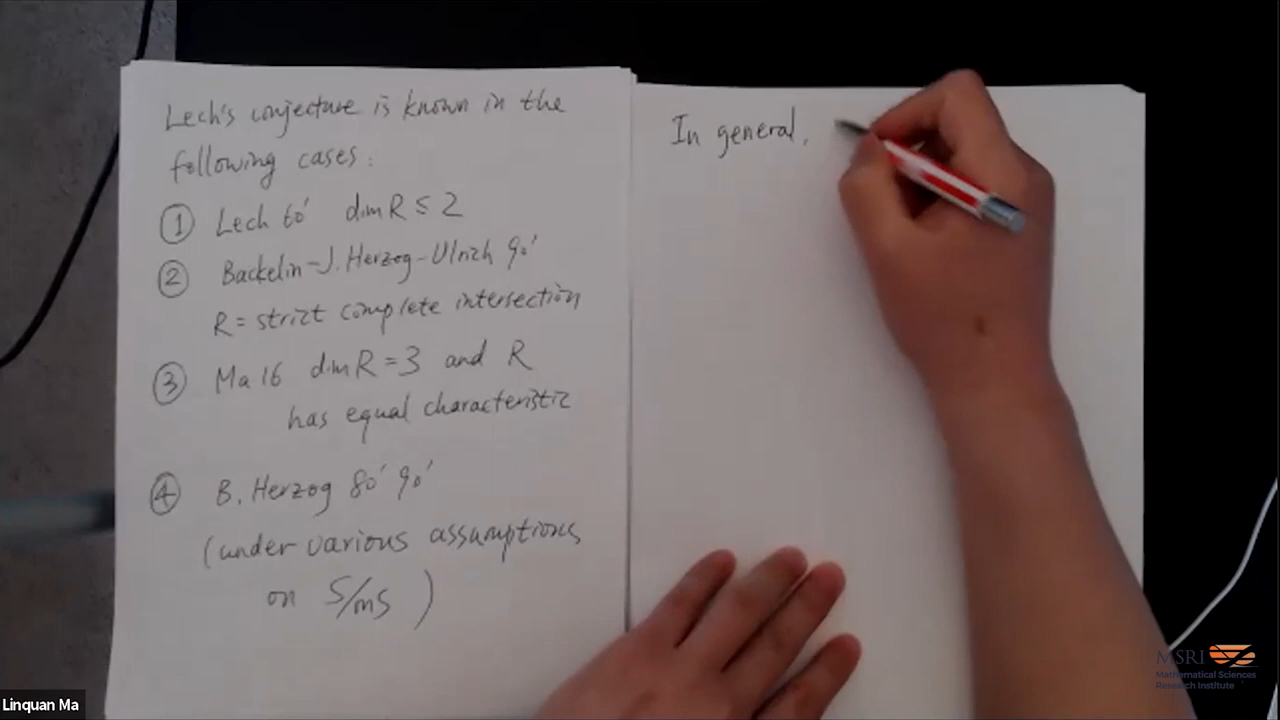 Lech's conjecture is known in the
following cases:
① Lech 60' dim R ≤ 2
② Backelin-J. Herzog-Ulrich 90'
R = strict complete intersection
③ Ma 16 dim R = 3 and R
has equal characteristic
④ B. Herzog 80' 90'
(under various assumptions
on S/mS )
In general,
MSRI
Mathematical Sciences
Research Institute
Linquan Ma